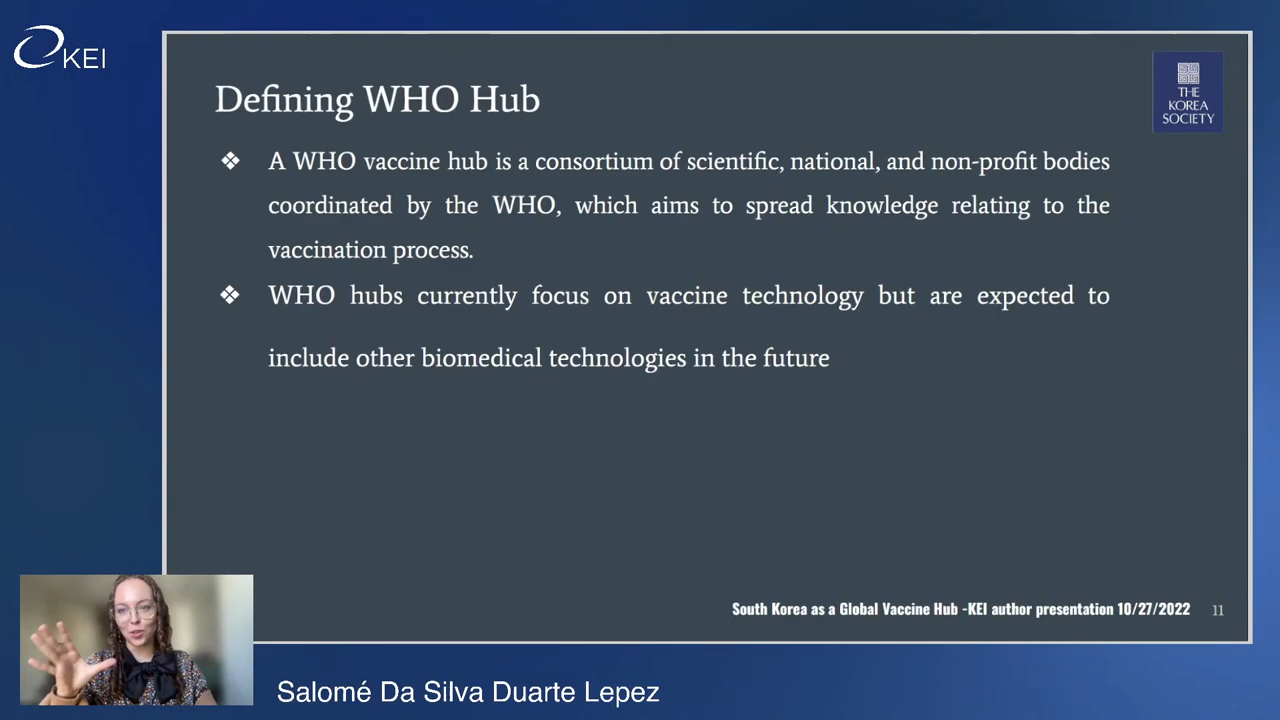 KEI
THE
KOREA
SOCIETY
Defining WHO Hub
❖ A WHO vaccine hub is a consortium of scientific, national, and non-profit bodies
coordinated by the WHO, which aims to spread knowledge relating to the
vaccination process.
❖ WHO hubs currently focus on vaccine technology but are expected to
include other biomedical technologies in the future
South Korea as a Global Vaccine Hub -KEI author presentation 10/27/2022 11
Salomé Da Silva Duarte Lepez